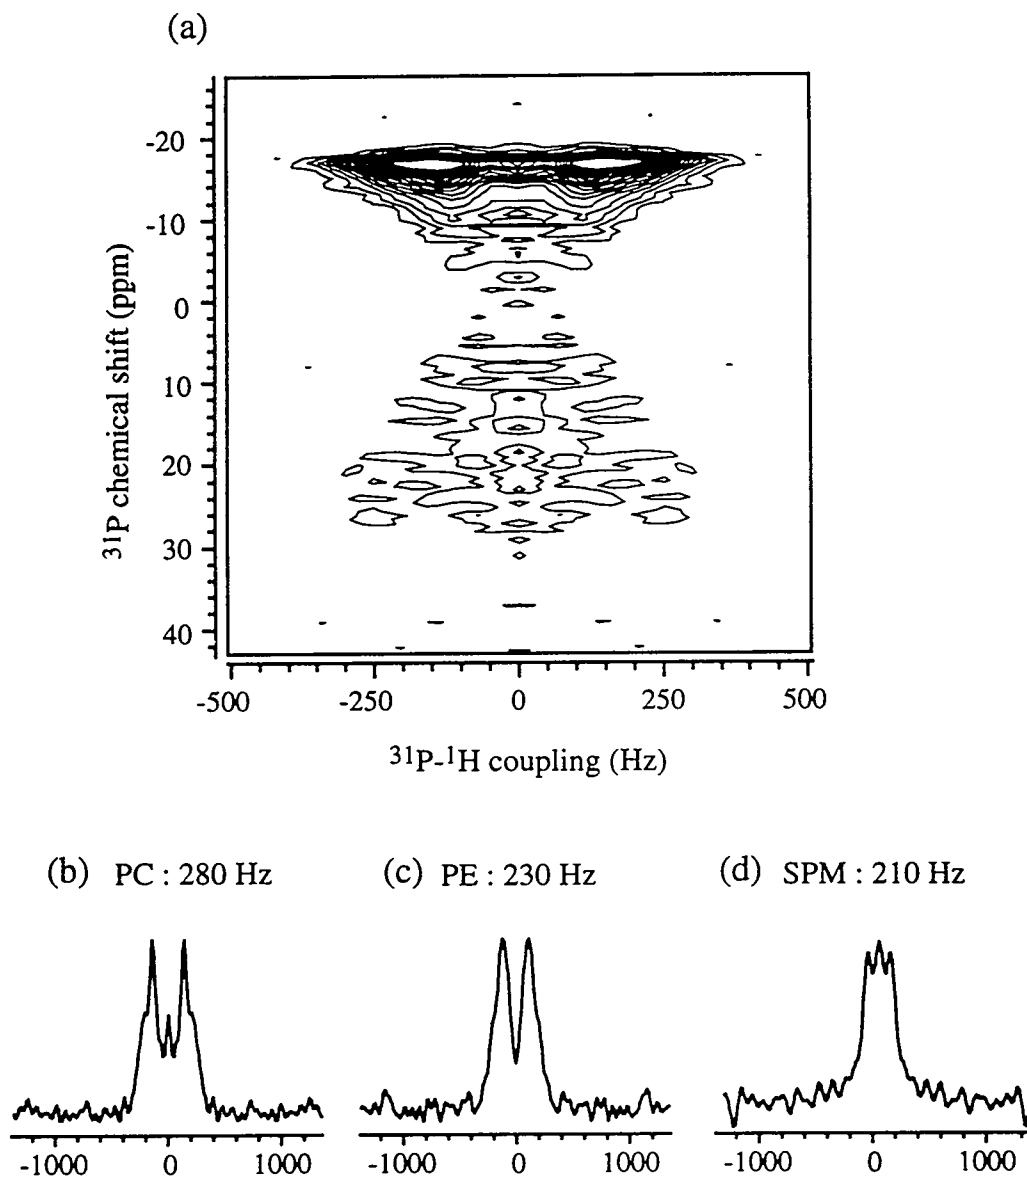 (a)
-20
-10
0
10
20
30
40
31P chemical shift (ppm)
-500 -250 0 250 500
31P-1H coupling (Hz)
(b) PC : 280 Hz
(c) PE : 230 Hz
(d) SPM : 210 Hz
-1000 0 1000
-1000 0 1000
-1000 0 1000